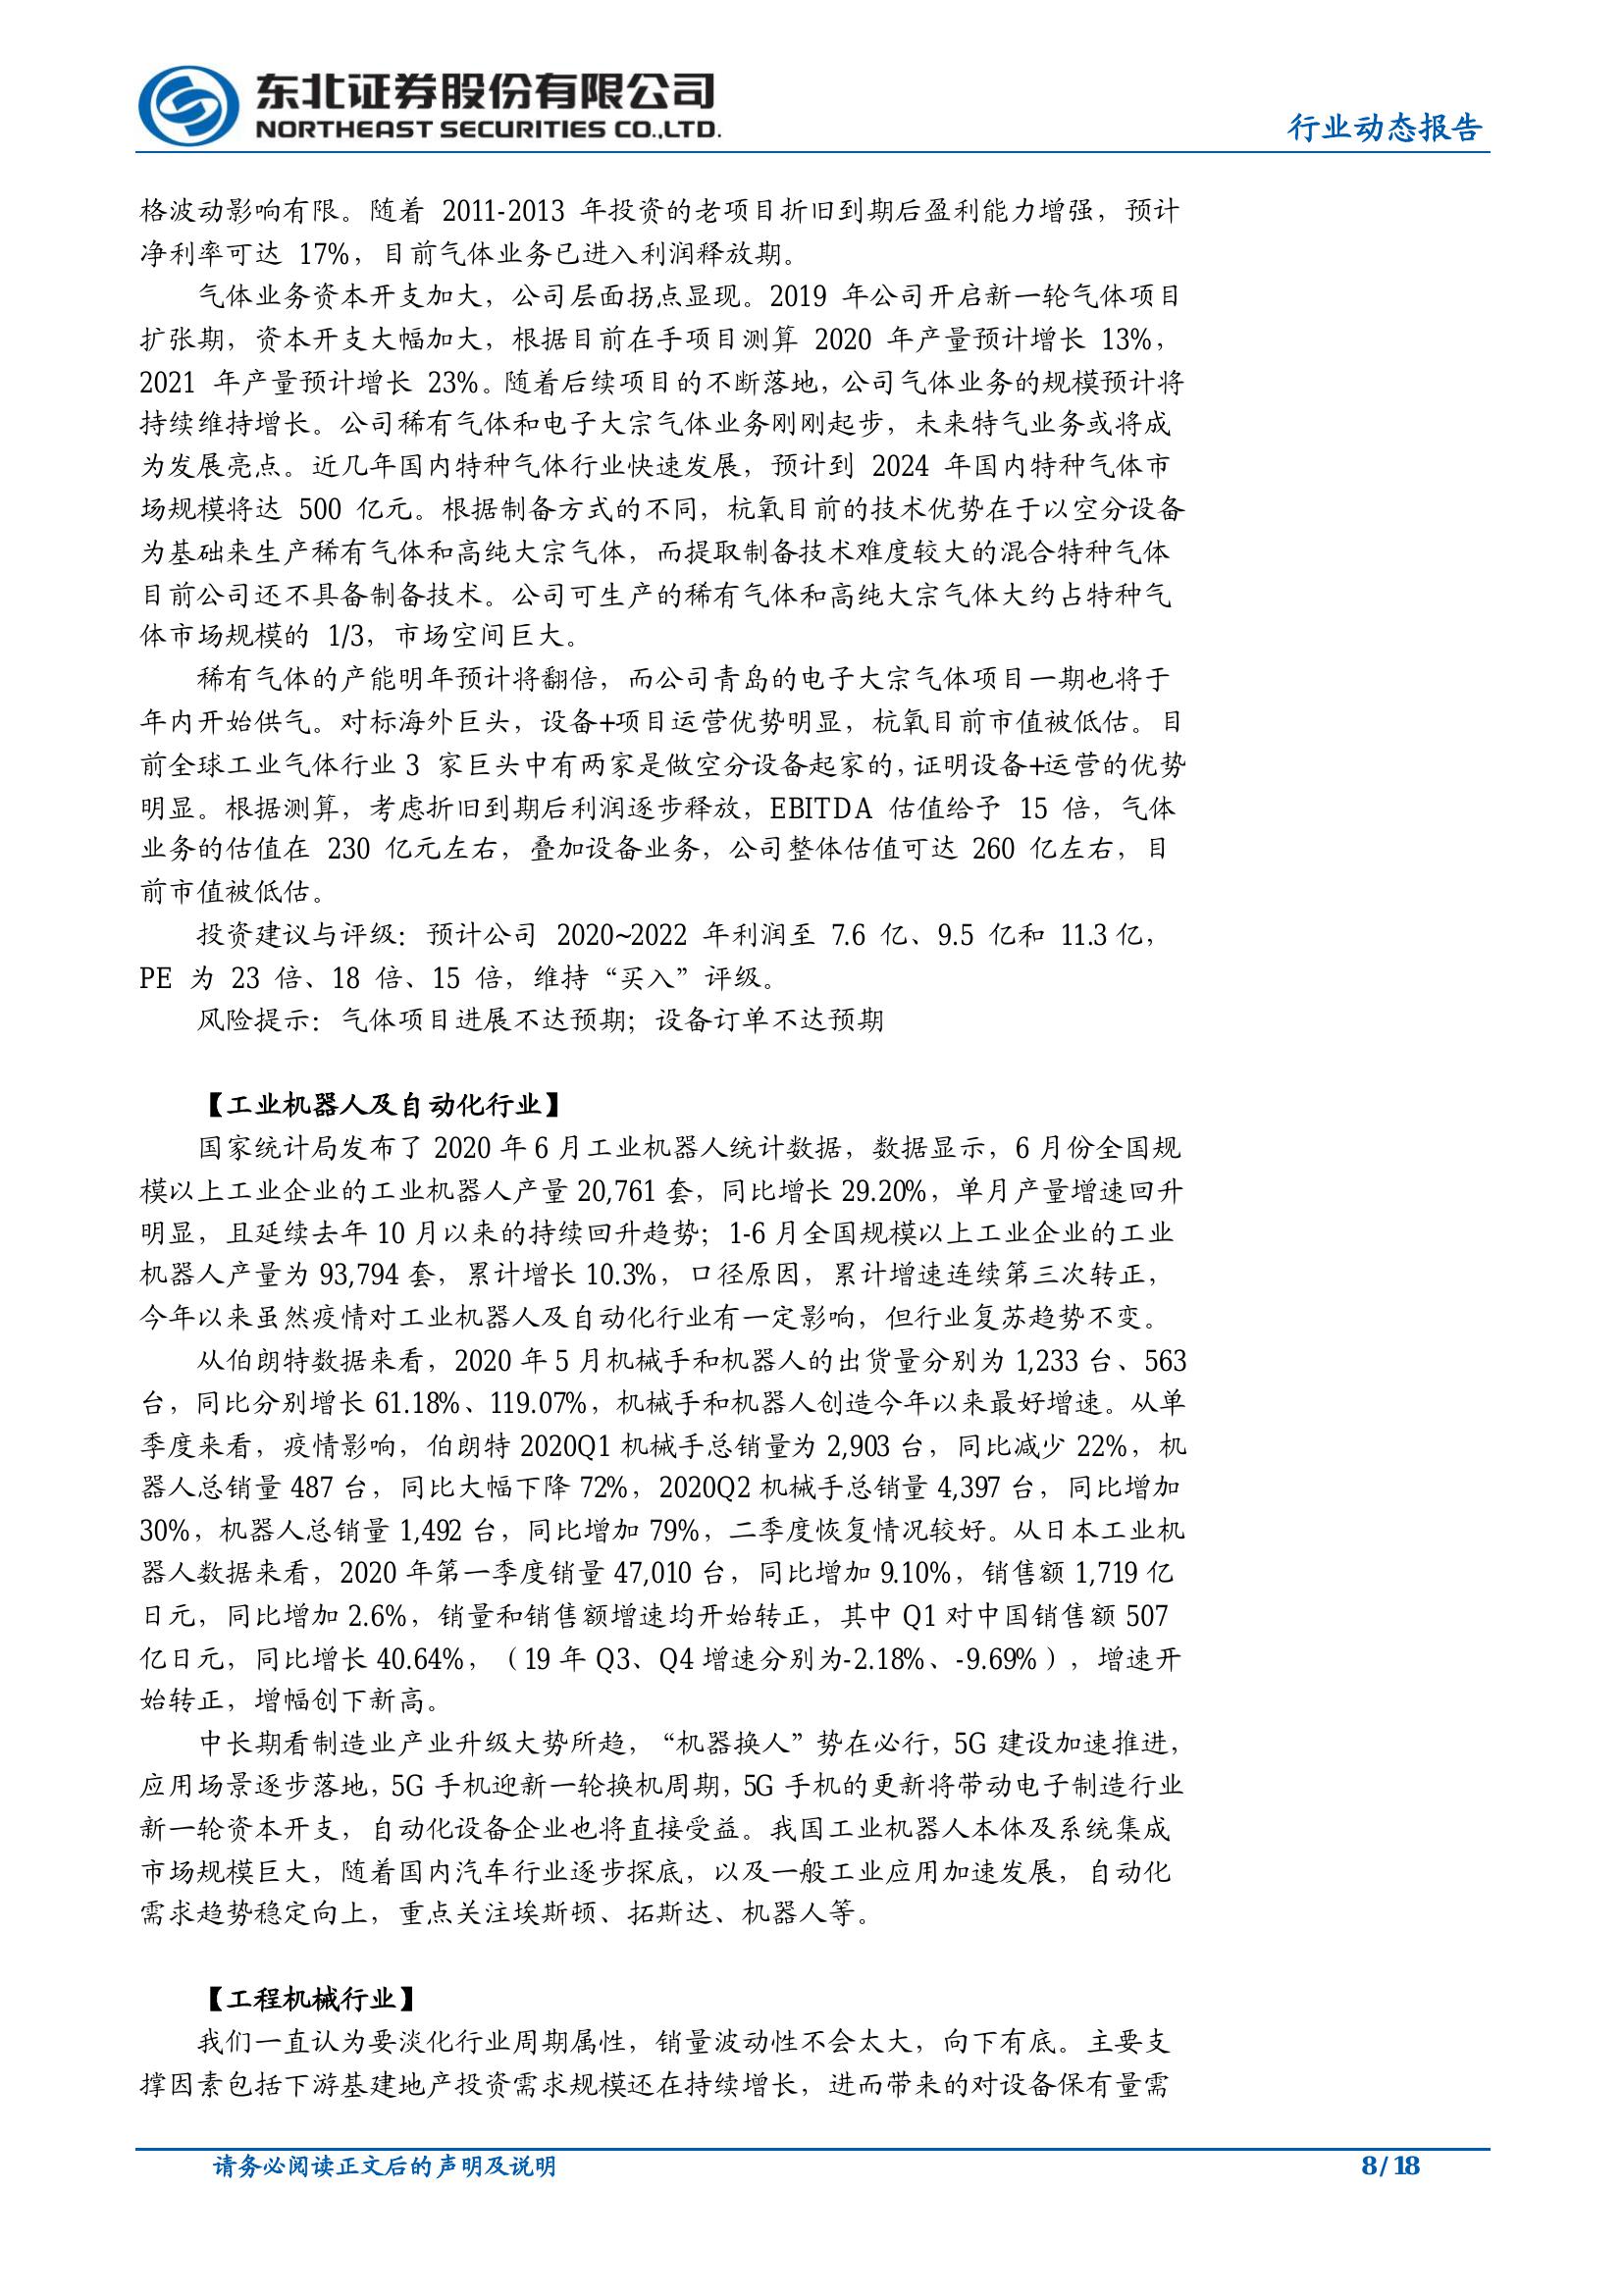 东北证券股份有限公司
NORTHEAST SECURITIES CO.,LTD.
行业动态报告
格波动影响有限。随着 2011-2013 年投资的老项目折旧到期后盈利能力增强，预计
净利率可达 17%，目前气体业务已进入利润释放期。
气体业务资本开支加大，公司层面拐点显现。2019 年公司开启新一轮气体项目
扩张期，资本开支大幅加大，根据目前在手项目测算 2020 年产量预计增长 13%，
2021 年产量预计增长 23%。随着后续项目的不断落地，公司气体业务的规模预计将
持续维持增长。公司稀有气体和电子大宗气体业务刚刚起步，未来特气业务或将成
为发展亮点。近几年国内特种气体行业快速发展，预计到 2024 年国内特种气体市
场规模将达 500 亿元。根据制备方式的不同，杭氧目前的技术优势在于以空分设备
为基础来生产稀有气体和高纯大宗气体，而提取制备技术难度较大的混合特种气体
目前公司还不具备制备技术。公司可生产的稀有气体和高纯大宗气体大约占特种气
体市场规模的 1/3，市场空间巨大。
稀有气体的产能明年预计将翻倍，而公司青岛的电子大宗气体项目一期也将于
年内开始供气。对标海外巨头，设备+项目运营优势明显，杭氧目前市值被低估。目
前全球工业气体行业 3 家巨头中有两家是做空分设备起家的，证明设备+运营的优势
明显。根据测算，考虑折旧到期后利润逐步释放，EBITDA 估值给予 15 倍，气体
业务的估值在 230 亿元左右，叠加设备业务，公司整体估值可达 260 亿左右，目
前市值被低估。
投资建议与评级：预计公司 2020~2022 年利润至 7.6 亿、9.5 亿和 11.3 亿，
PE 为 23 倍、18 倍、15 倍，维持“买入”评级。
风险提示：气体项目进展不达预期；设备订单不达预期
【工业机器人及自动化行业】
国家统计局发布了 2020 年 6 月工业机器人统计数据，数据显示，6 月份全国规
模以上工业企业的工业机器人产量 20,761 套，同比增长 29.20%，单月产量增速回升
明显，且延续去年 10 月以来的持续回升趋势；1-6 月全国规模以上工业企业的工业
机器人产量为 93,794 套，累计增长 10.3%，口径原因，累计增速连续第三次转正，
今年以来虽然疫情对工业机器人及自动化行业有一定影响，但行业复苏趋势不变。
从伯朗特数据来看，2020 年 5 月机械手和机器人的出货量分别为 1,233 台、563
台，同比分别增长 61.18%、119.07%，机械手和机器人创造今年以来最好增速。从单
季度来看，疫情影响，伯朗特 2020Q1 机械手总销量为 2,903 台，同比减少 22%，机
器人总销量 487 台，同比大幅下降 72%，2020Q2 机械手总销量 4,397 台，同比增加
30%，机器人总销量 1,492 台，同比增加 79%，二季度恢复情况较好。从日本工业机
器人数据来看，2020 年第一季度销量 47,010 台，同比增加 9.10%，销售额 1,719 亿
日元，同比增加 2.6%，销量和销售额增速均开始转正，其中 Q1 对中国销售额 507
亿日元，同比增长 40.64%，（19 年 Q3、Q4 增速分别为-2.18%、-9.69%），增速开
始转正，增幅创下新高。
中长期看制造业产业升级大势所趋，“机器换人”势在必行，5G 建设加速推进，
应用场景逐步落地，5G 手机迎新一轮换机周期，5G 手机的更新将带动电子制造行业
新一轮资本开支，自动化设备企业也将直接受益。我国工业机器人本体及系统集成
市场规模巨大，随着国内汽车行业逐步探底，以及一般工业应用加速发展，自动化
需求趋势稳定向上，重点关注埃斯顿、拓斯达、机器人等。
【工程机械行业】
我们一直认为要淡化行业周期属性，销量波动性不会太大，向下有底。主要支
撑因素包括下游基建地产投资需求规模还在持续增长，进而带来的对设备保有量需
请务必阅读正文后的声明及说明
8 / 18